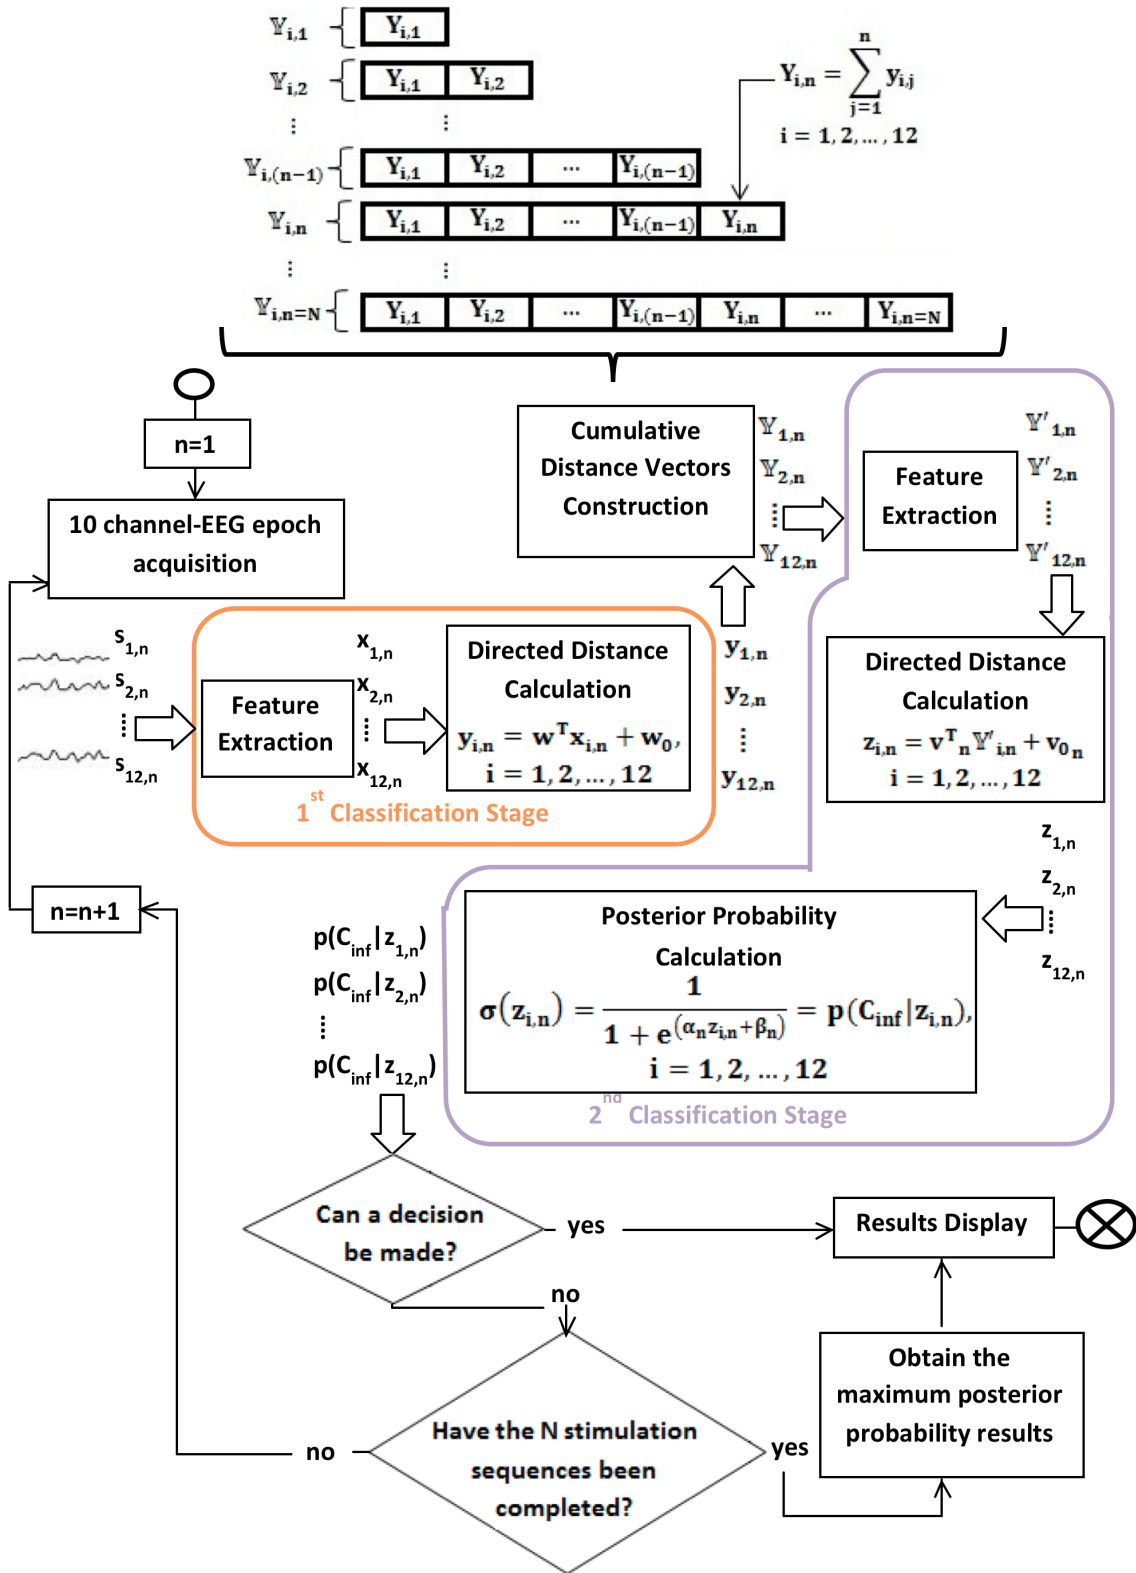 𝕐i,1 { Yi,1
𝕐i,2 { Yi,1 Yi,2
⋮ ⋮
𝕐i,(n−1) { Yi,1 Yi,2 ... Yi,(n−1)
𝕐i,n { Yi,1 Yi,2 ... Yi,(n−1) Yi,n
⋮ ⋮
𝕐i,n=N { Yi,1 Yi,2 ... Yi,(n−1) Yi,n ... Yi,n=N
Yi,n = ∑ n j=1 yi,j
i = 1, 2, ..., 12
n=1
10 channel-EEG epoch
acquisition
s1,n
s2,n
⋮
s12,n
Feature
Extraction
x1,n
x2,n
⋮
x12,n
Directed Distance
Calculation
yi,n = wTxi,n + w0,
i = 1, 2, ..., 12
1st Classification Stage
y1,n
y2,n
⋮
y12,n
Cumulative
Distance Vectors
Construction
𝕐1,n
𝕐2,n
⋮
𝕐12,n
Feature
Extraction
𝕐′1,n
𝕐′2,n
⋮
𝕐′12,n
Directed Distance
Calculation
zi,n = vTn𝕐′i,n + v0n
i = 1, 2, ..., 12
z1,n
z2,n
⋮
z12,n
Posterior Probability
Calculation
σ(zi,n) = 1 / (1 + e(αnzi,n+βn)) = p(Cinf|zi,n),
i = 1, 2, ..., 12
2nd Classification Stage
p(Cinf|z1,n)
p(Cinf|z2,n)
⋮
p(Cinf|z12,n)
n=n+1
Can a decision
be made?
yes
Results Display
no
Have the N stimulation
sequences been
completed?
no
yes
Obtain the
maximum posterior
probability results